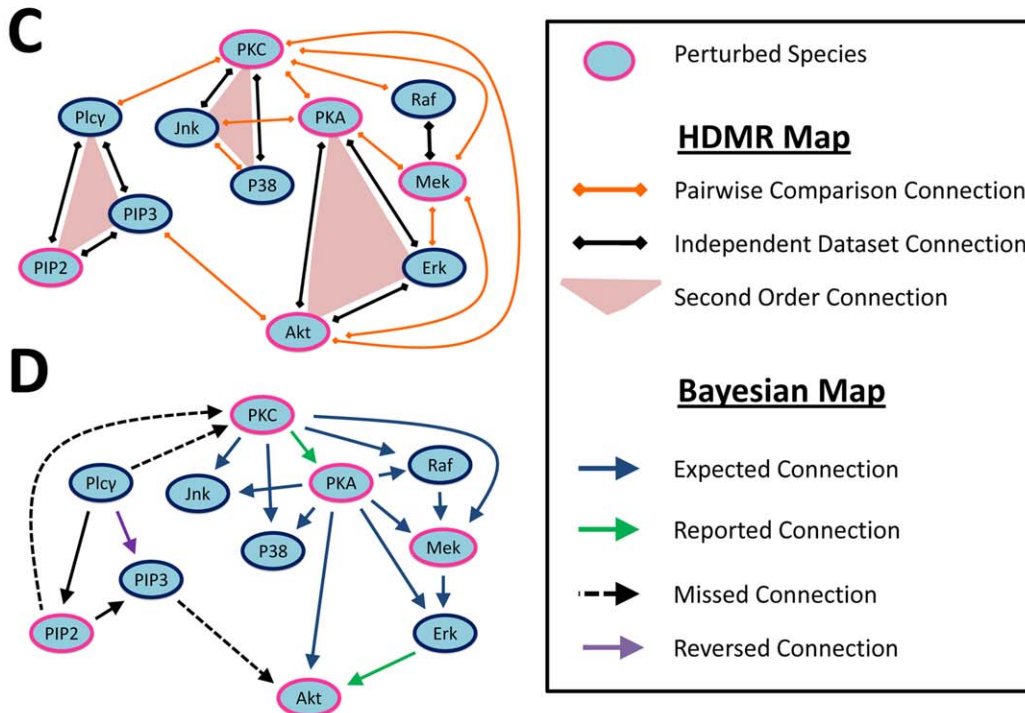 C
PKC
Plcγ
Jnk
PKA
Raf
P38
Mek
PIP3
PIP2
Erk
Akt
D
PKC
Plcγ
Jnk
PKA
Raf
P38
Mek
PIP3
PIP2
Erk
Akt
Perturbed Species
HDMR Map
Pairwise Comparison Connection
Independent Dataset Connection
Second Order Connection
Bayesian Map
Expected Connection
Reported Connection
Missed Connection
Reversed Connection